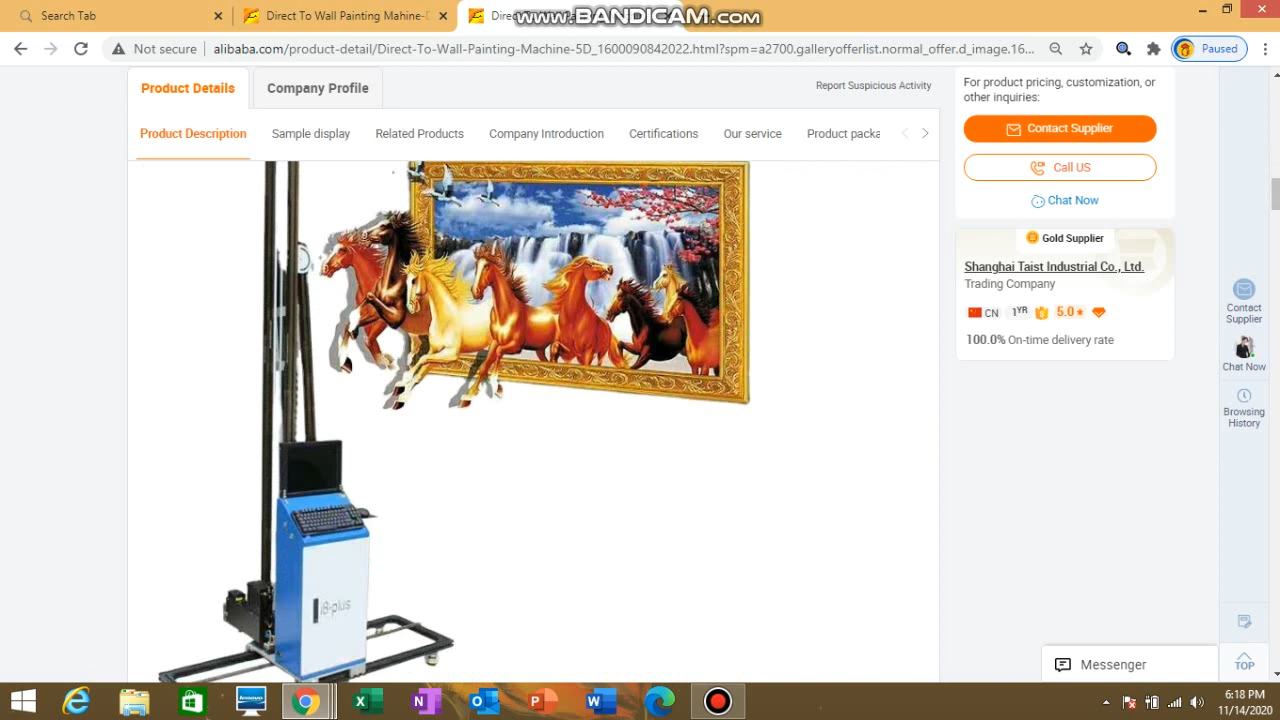 Search Tab
Direct To Wall Painting Mahine-
www.BANDICAM.com
Not secure
alibaba.com/product-detail/Direct-To-Wall-Painting-Machine-5D_1600090842022.html?spm=a2700.galleryofferlist.normal_offer.d_image.16...
Paused
Product Details
Company Profile
Report Suspicious Activity
Product Description
Sample display
Related Products
Company Introduction
Certifications
Our service
Product packa
For product pricing, customization, or
other inquiries:
Contact Supplier
Call US
Chat Now
Gold Supplier
Shanghai Taist Industrial Co., Ltd.
Trading Company
CN 1YR 5.0
100.0% On-time delivery rate
Contact
Supplier
Chat Now
Browsing
History
i8-plus
Messenger
TOP
lenovo
6:18 PM
11/14/2020